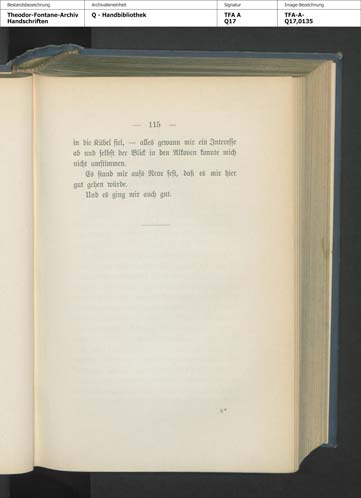 Bestandsbezeichnung Archivalieneinheit Signatur Image-Bezeichnung
Theodor-Fontane-Archiv Q - Handbibliothek TFA A TFA-A-
Handschriften Q17 Q17,0135
— 115 —
in die Kübel fiel, — alles gewann mir ein Interesse
ab und selbst der Blick in den Alkoven konnte mich
nicht umstimmen.
Es stand mir aufs Neue fest, daß es mir hier
gut gehen würde.
Und es ging mir auch gut.